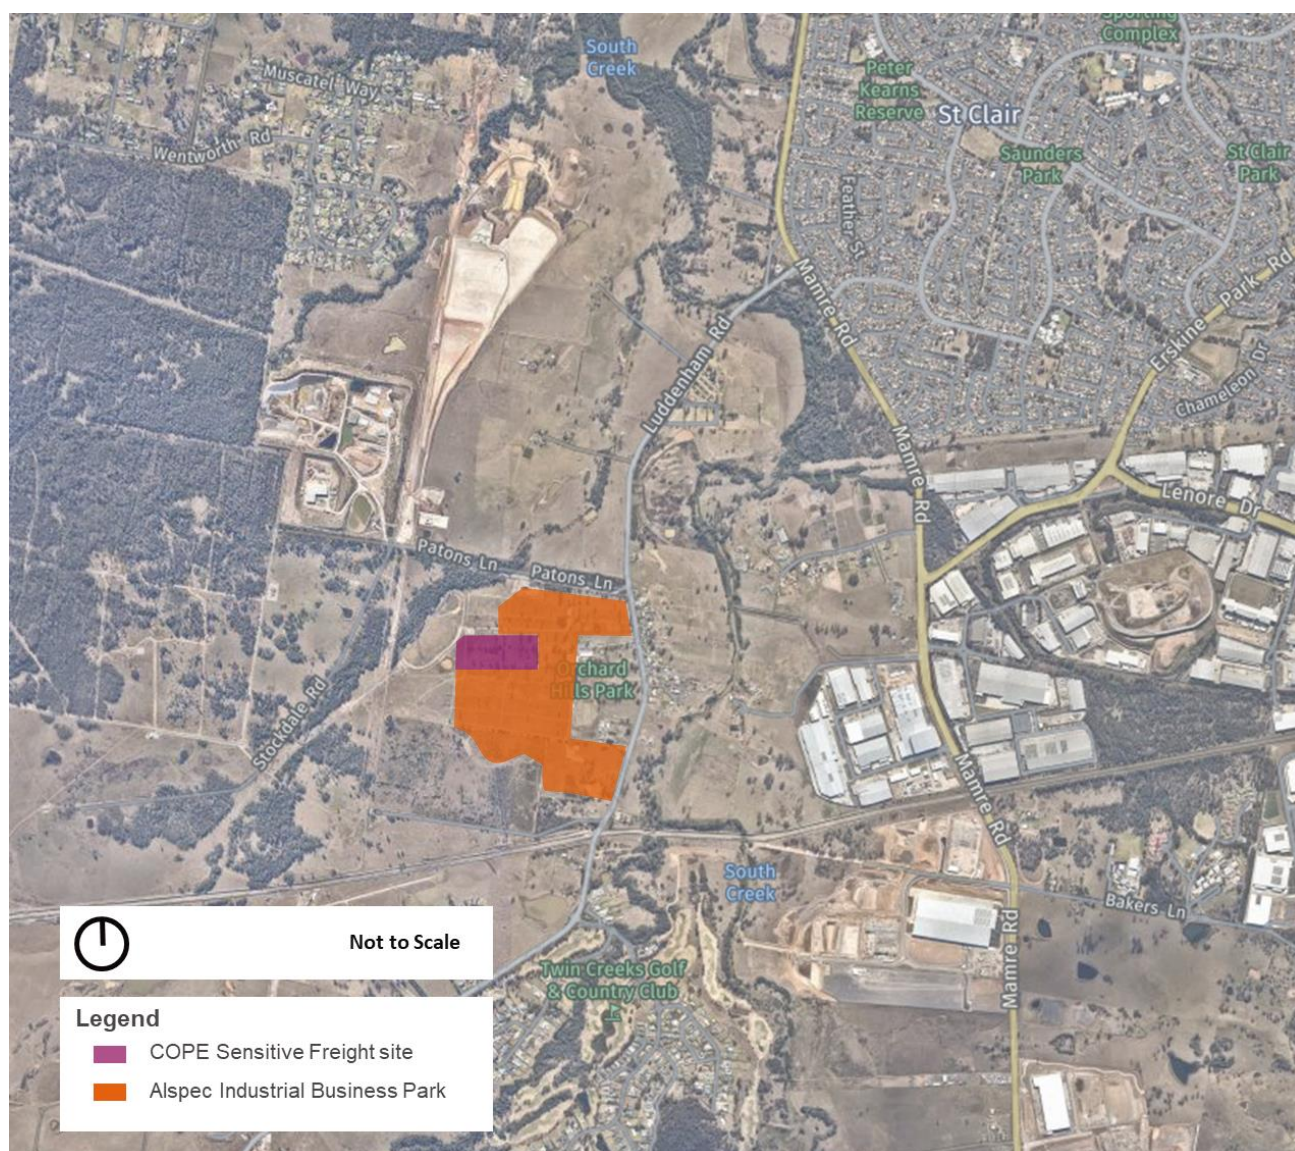 Sporting
Complex
South
Creek
Peter
Kearns
Reserve
St Clair
Muscatel Way
Wentworth Rd
Saunders
Park
St Clair
Park
Feather St
Mamre Rd
Luddenham Rd
Erskine Park Rd
Chameleon Dr
Mamre Rd
Lenore Dr
Patons Ln
Patons Ln
Orchard
Hills Park
Stockdale Rd
Mamre Rd
South
Creek
Bakers Ln
Mamre Rd
Twin Creeks Golf
& Country Club
Not to Scale
Legend
COPE Sensitive Freight site
Alspec Industrial Business Park